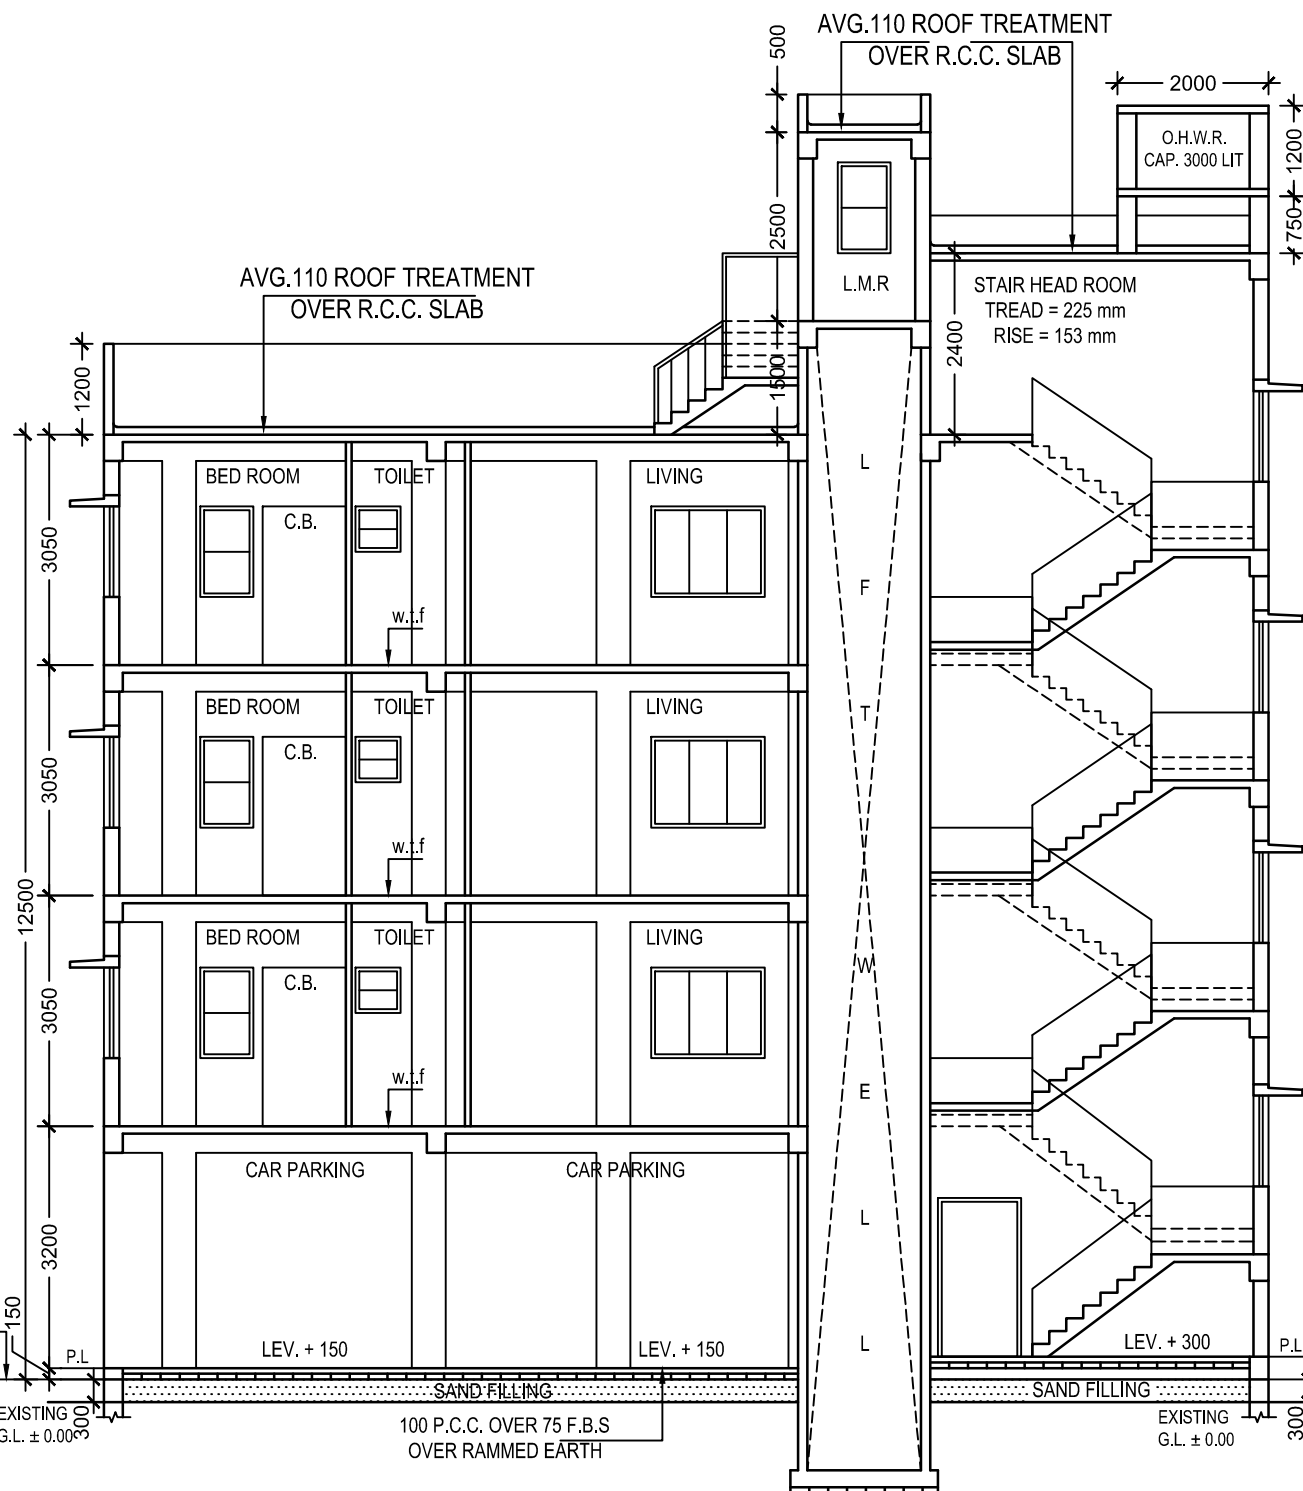 AVG.110 ROOF TREATMENT
OVER R.C.C. SLAB
500
2000
O.H.W.R.
CAP. 3000 LIT
1200
750
2500
L.M.R
STAIR HEAD ROOM
TREAD = 225 mm
RISE = 153 mm
2400
1500
AVG.110 ROOF TREATMENT
OVER R.C.C. SLAB
1200
BED ROOM
TOILET
LIVING
C.B.
3050
w.t.f
BED ROOM
TOILET
LIVING
C.B.
3050
w.t.f
12500
BED ROOM
TOILET
LIVING
C.B.
3050
w.t.f
L
F
T
W
E
L
L
CAR PARKING
CAR PARKING
3200
150
LEV. + 150
LEV. + 150
LEV. + 300
P.L
P.L
SAND FILLING
SAND FILLING
EXISTING
G.L. ± 0.00
300
100 P.C.C. OVER 75 F.B.S
OVER RAMMED EARTH
EXISTING
G.L. ± 0.00
300